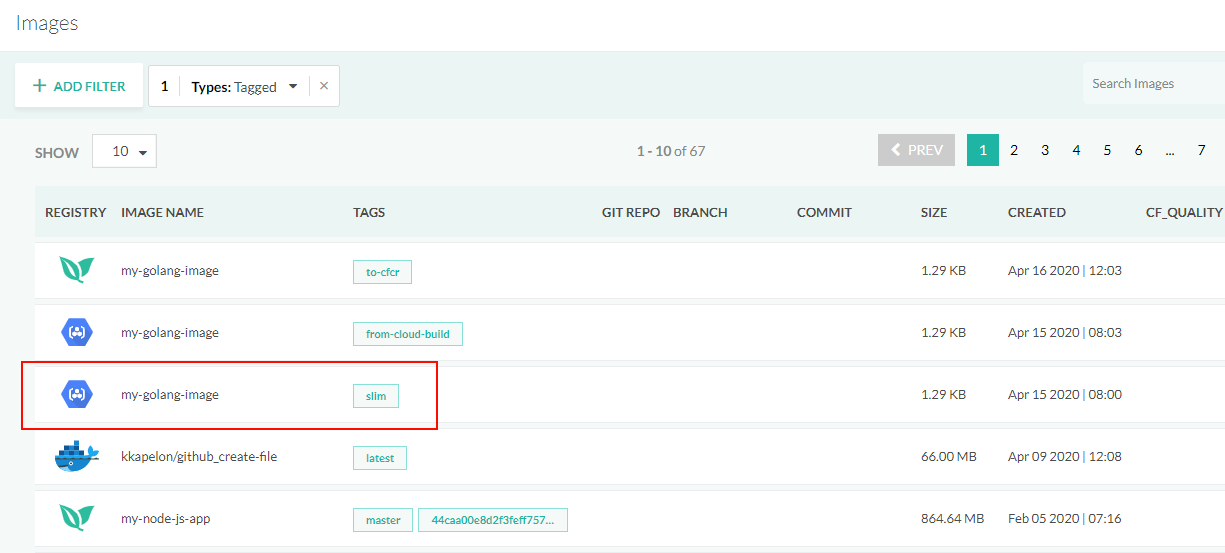 Images
+ ADD FILTER 1 Types: Tagged × Search Images
SHOW 10 1 - 10 of 67 PREV 1 2 3 4 5 6 ... 7
REGISTRY IMAGE NAME TAGS GIT REPO BRANCH COMMIT SIZE CREATED CF_QUALITY
my-golang-image to-cfcr 1.29 KB Apr 16 2020 | 12:03
my-golang-image from-cloud-build 1.29 KB Apr 15 2020 | 08:03
my-golang-image slim 1.29 KB Apr 15 2020 | 08:00
kkapelon/github_create-file latest 66.00 MB Apr 09 2020 | 12:08
my-node-js-app master 44caa00e8d2f3feff757... 864.64 MB Feb 05 2020 | 07:16